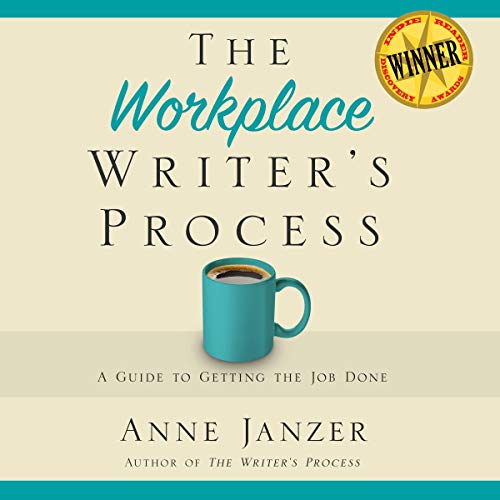 THE
Workplace
WRITER'S
PROCESS
INDIE READER
WINNER
DISCOVERY AWARDS
A GUIDE TO GETTING THE JOB DONE
ANNE JANZER
AUTHOR OF THE WRITER'S PROCESS